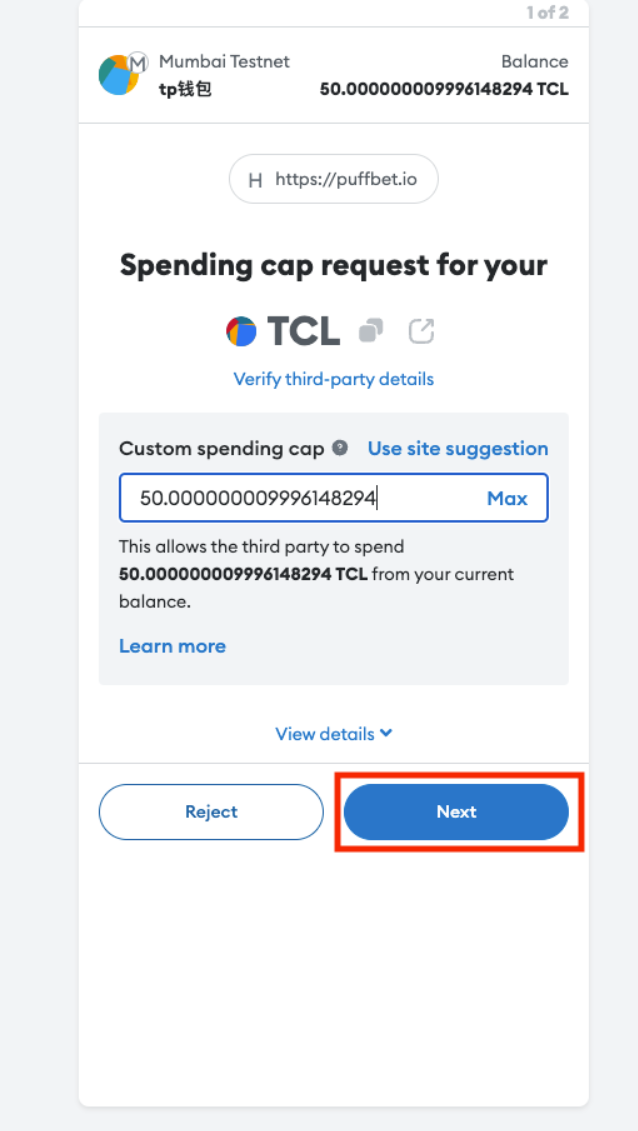 1 of 2
Mumbai Testnet Balance
tp钱包 50.000000009996148294 TCL
H https://puffbet.io
Spending cap request for your
TCL
Verify third-party details
Custom spending cap ? Use site suggestion
50.000000009996148294 Max
This allows the third party to spend
50.000000009996148294 TCL from your current
balance.
Learn more
View details
Reject Next